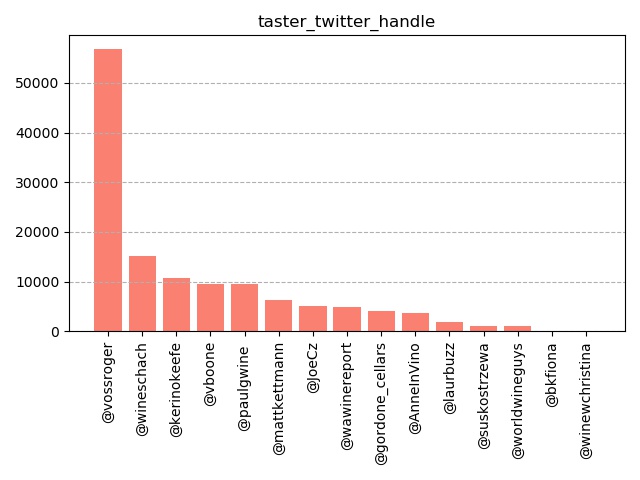 taster_twitter_handle
50000
40000
30000
20000
10000
0
@vossroger
@wineschach
@kerinokeefe
@vboone
@paulgwine
@mattkettmann
@JoeCz
@wawinereport
@gordone_cellars
@AnneInVino
@laurbuzz
@suskostrzewa
@worldwineguys
@bkfiona
@winewchristina